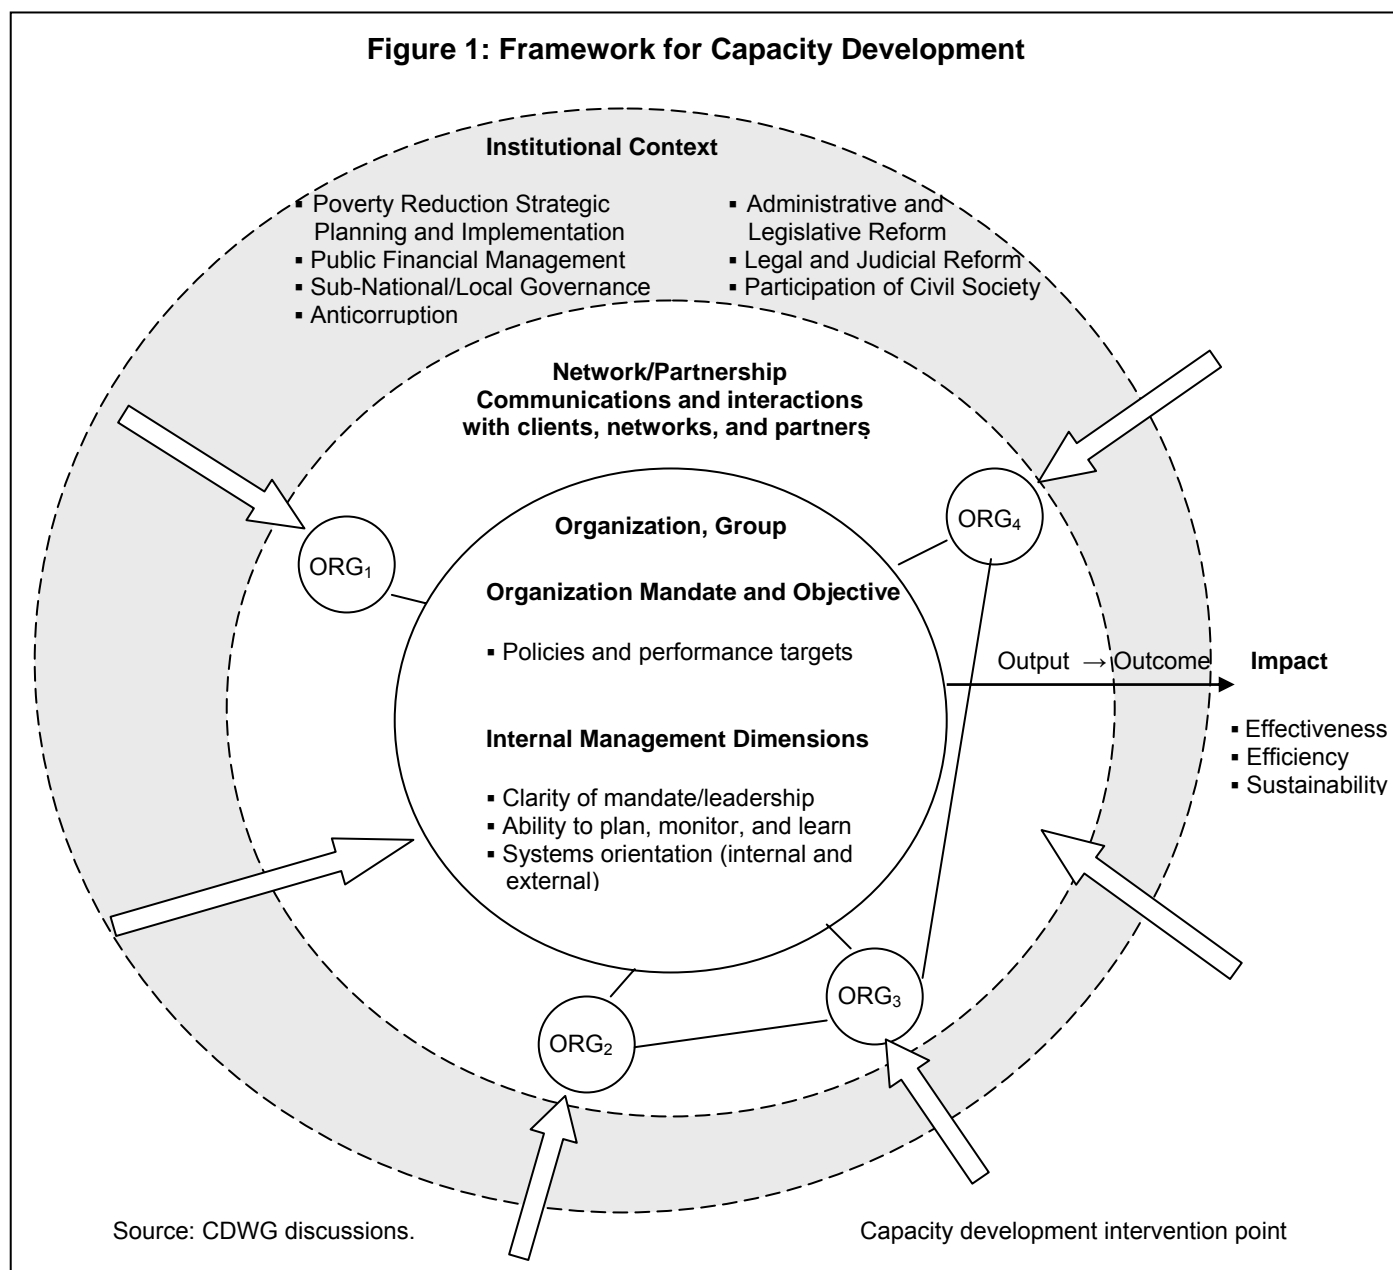 Figure 1: Framework for Capacity Development
Institutional Context
▪ Poverty Reduction Strategic
Planning and Implementation
▪ Public Financial Management
▪ Sub-National/Local Governance
▪ Anticorruption
▪ Administrative and
Legislative Reform
▪ Legal and Judicial Reform
▪ Participation of Civil Society
Network/Partnership
Communications and interactions
with clients, networks, and partners
ORG1
ORG4
Organization, Group
Organization Mandate and Objective
▪ Policies and performance targets
Output → Outcome
Impact
▪ Effectiveness
▪ Efficiency
▪ Sustainability
Internal Management Dimensions
▪ Clarity of mandate/leadership
▪ Ability to plan, monitor, and learn
▪ Systems orientation (internal and
external)
ORG2
ORG3
Source: CDWG discussions.
Capacity development intervention point